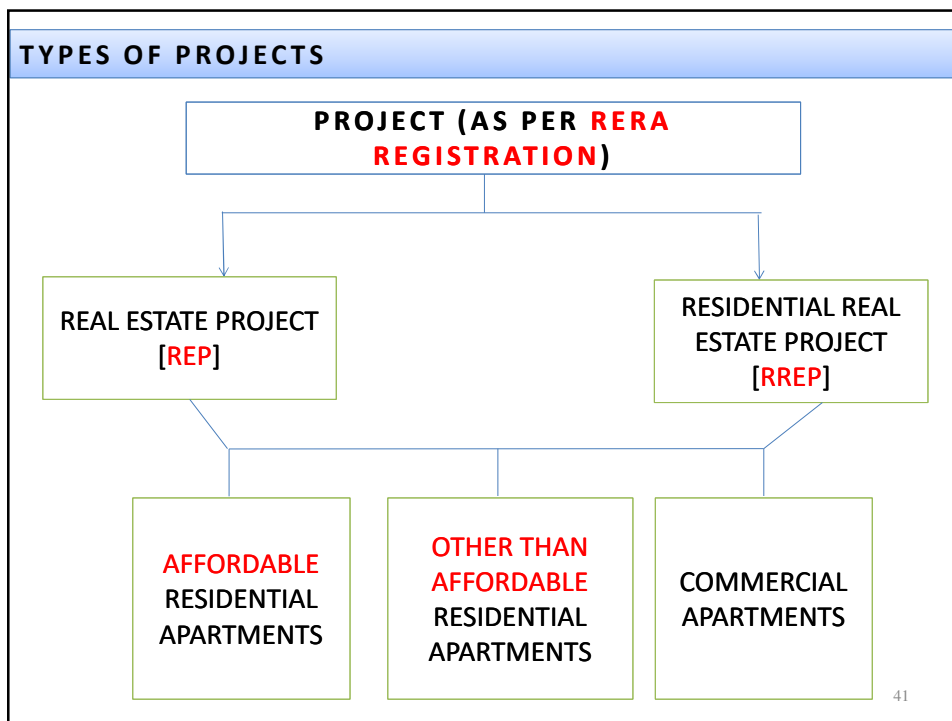 TYPES OF PROJECTS
PROJECT (AS PER RERA
REGISTRATION)
REAL ESTATE PROJECT
[REP]
RESIDENTIAL REAL
ESTATE PROJECT
[RREP]
AFFORDABLE
RESIDENTIAL
APARTMENTS
OTHER THAN
AFFORDABLE
RESIDENTIAL
APARTMENTS
COMMERCIAL
APARTMENTS
41